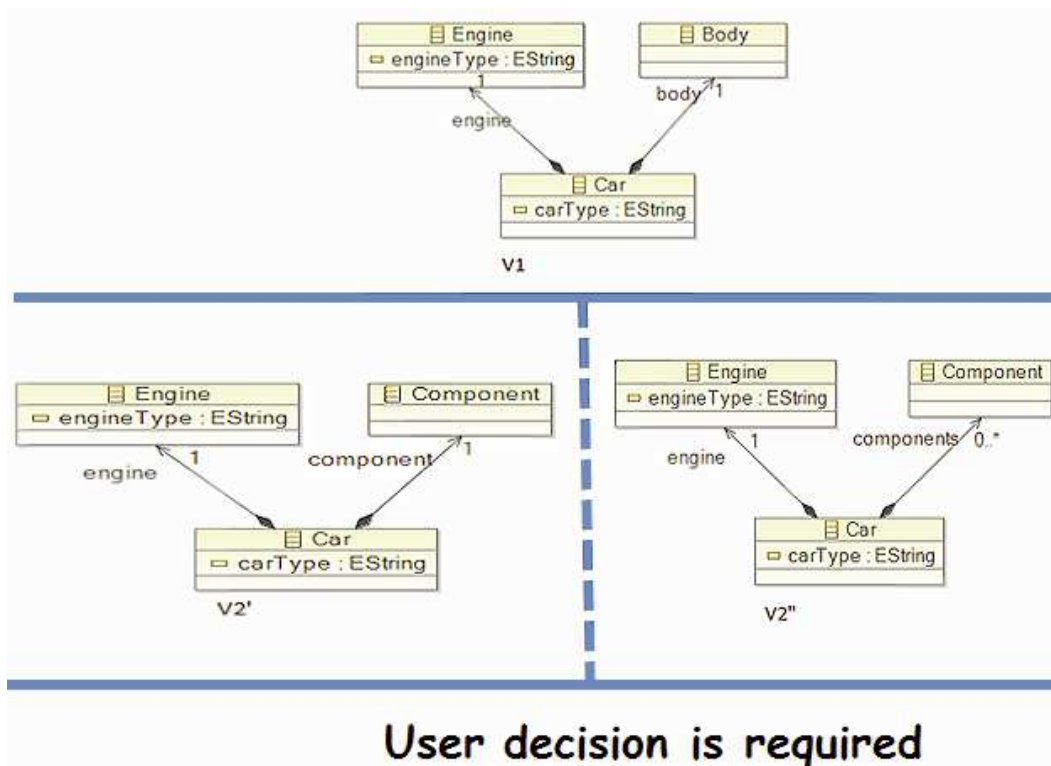 Engine
engineType : EString
1
engine
Body
body 1
Car
carType : EString
V1
Engine
engineType : EString
1
engine
Component
component 1
Car
carType : EString
V2'
Engine
engineType : EString
1
engine
Component
components 0..*
Car
carType : EString
V2"
User decision is required